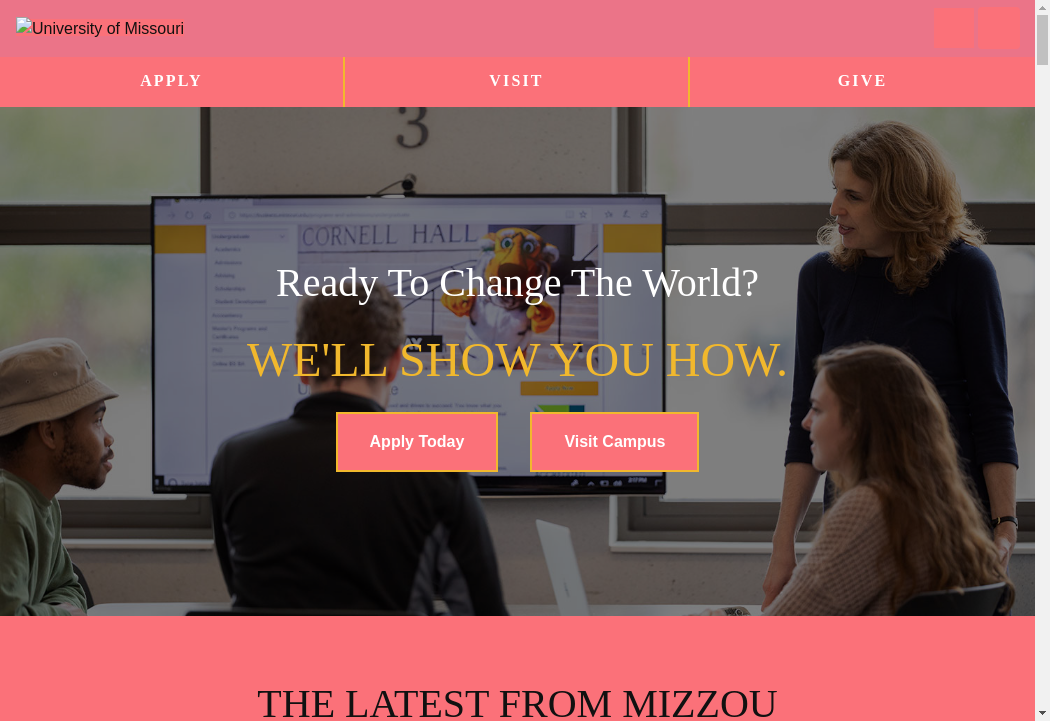 University of Missouri
APPLY
VISIT
GIVE
3
CORNELL HALL
Ready To Change The World?
WE'LL SHOW YOU HOW.
Apply Today
Visit Campus
THE LATEST FROM MIZZOU